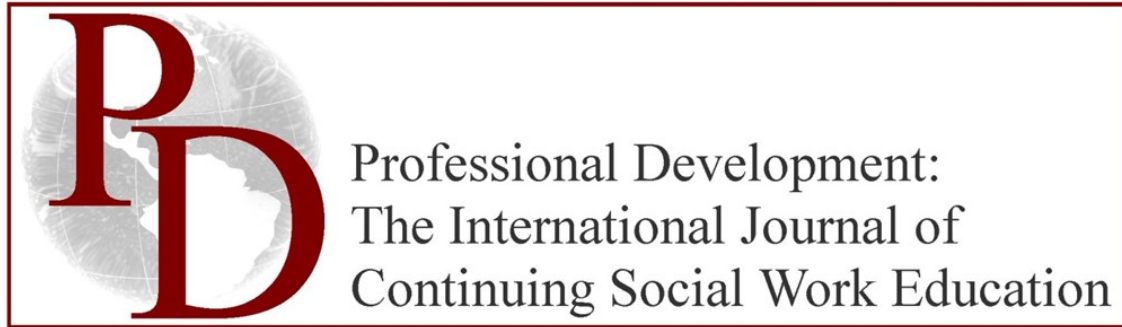 PD
Professional Development:
The International Journal of
Continuing Social Work Education